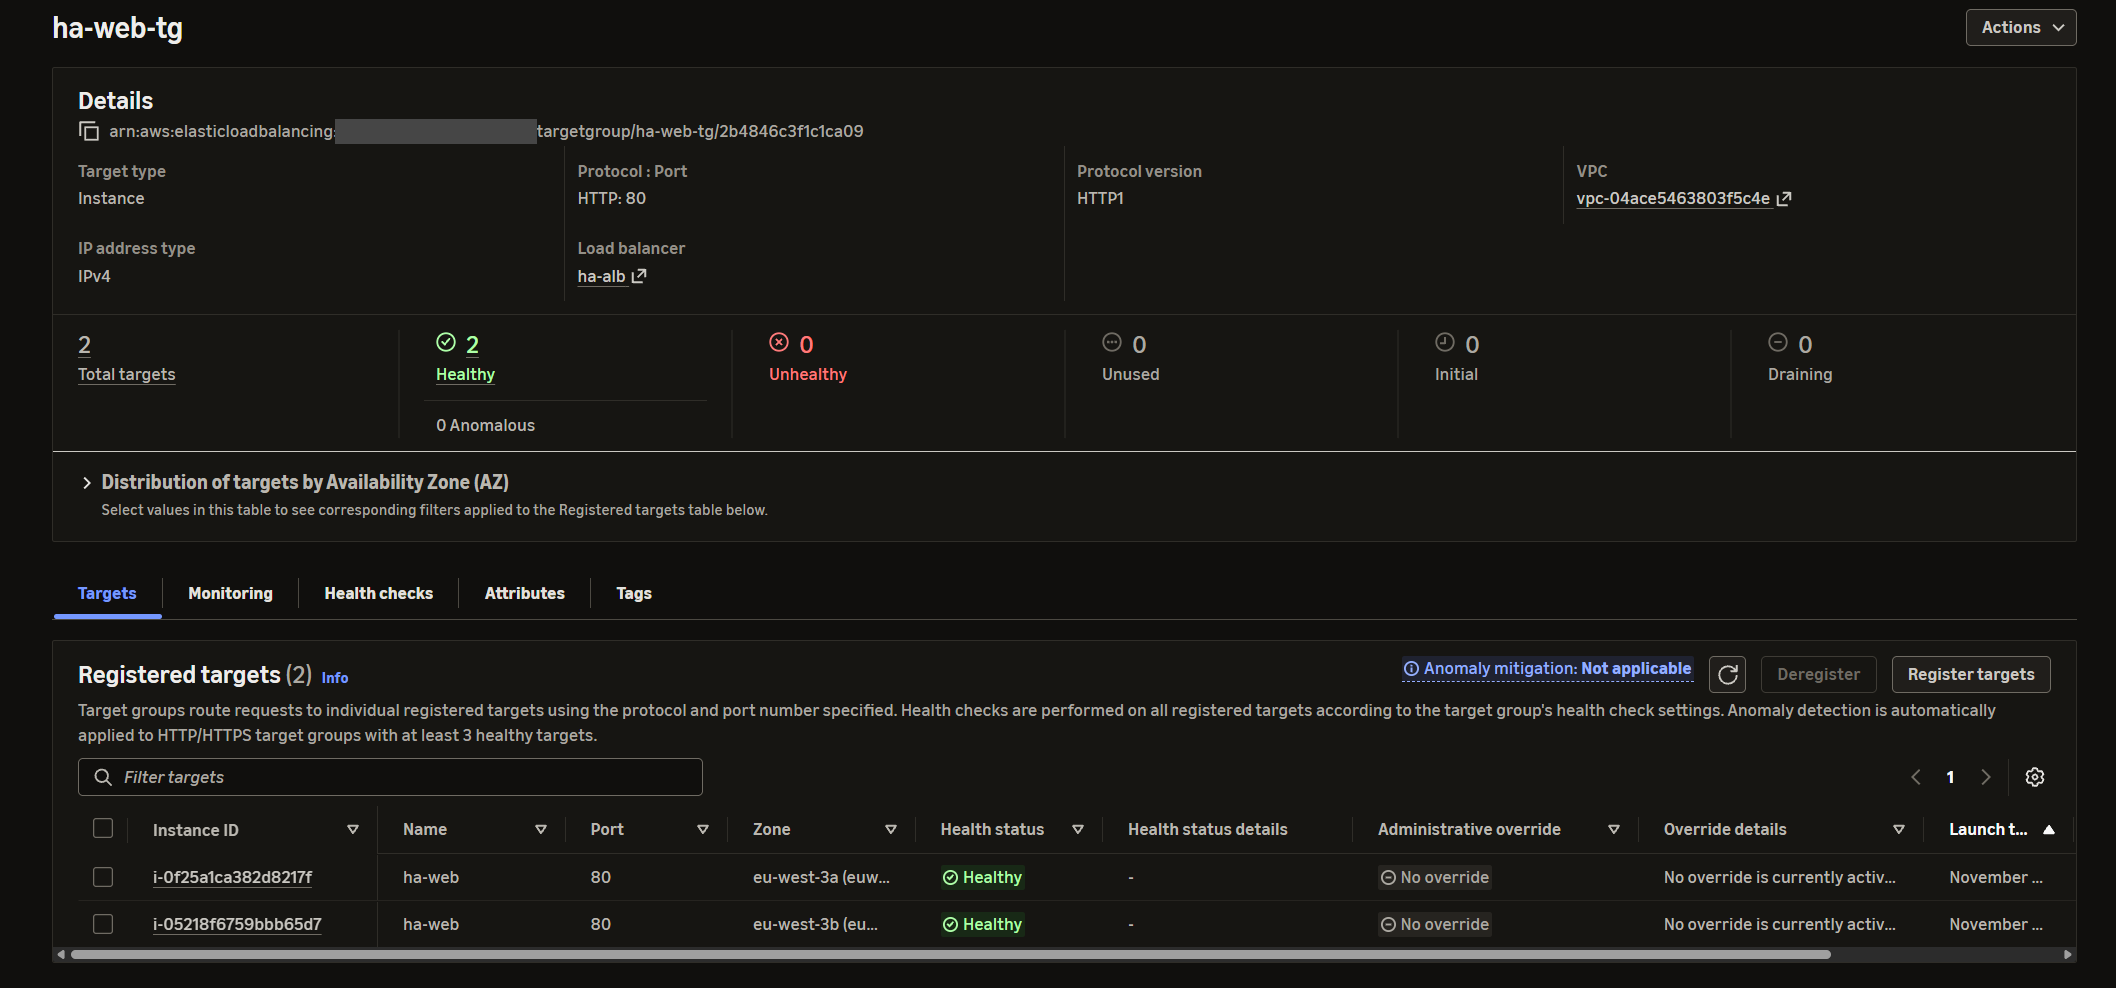 ha-web-tg
Actions
Details
arn:aws:elasticloadbalancing: targetgroup/ha-web-tg/2b4846c3f1c1ca09
Target type
Protocol : Port
Protocol version
VPC
Instance
HTTP: 80
HTTP1
vpc-04ace5463803f5c4e
IP address type
Load balancer
IPv4
ha-alb
2
2
0
0
0
0
Total targets
Healthy
Unhealthy
Unused
Initial
Draining
0 Anomalous
Distribution of targets by Availability Zone (AZ)
Select values in this table to see corresponding filters applied to the Registered targets table below.
Targets
Monitoring
Health checks
Attributes
Tags
Registered targets (2) Info
Anomaly mitigation: Not applicable
Deregister
Register targets
Target groups route requests to individual registered targets using the protocol and port number specified. Health checks are performed on all registered targets according to the target group's health check settings. Anomaly detection is automatically
applied to HTTP/HTTPS target groups with at least 3 healthy targets.
Filter targets
1
Instance ID
Name
Port
Zone
Health status
Health status details
Administrative override
Override details
Launch t...
i-0f25a1ca382d8217f
ha-web
80
eu-west-3a (euw...
Healthy
-
No override
No override is currently activ...
November ...
i-05218f6759bbb65d7
ha-web
80
eu-west-3b (eu...
Healthy
-
No override
No override is currently activ...
November ...